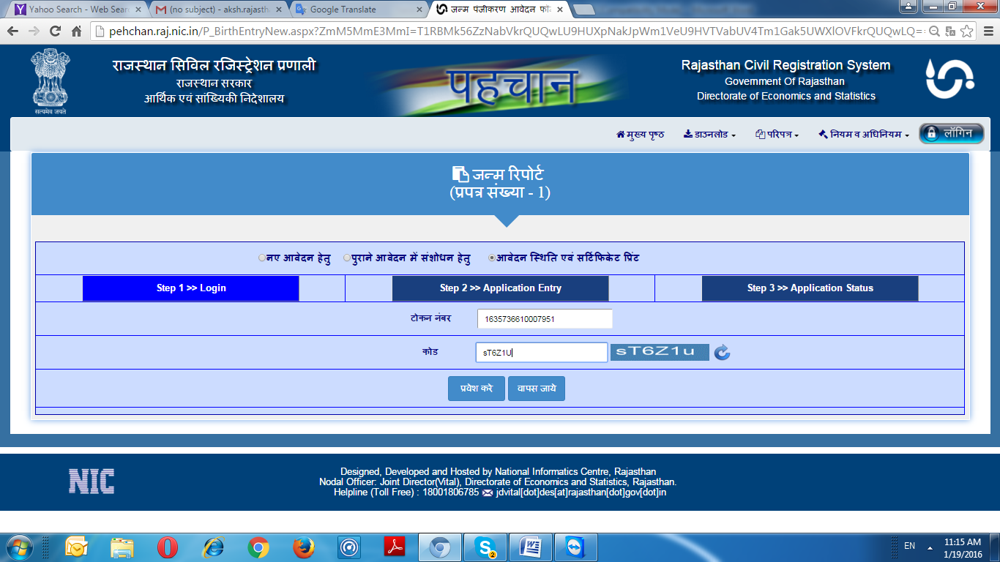 Yahoo Search - Web Sear
(no subject) - aksh.rajasth
Google Translate
जन्म पंजीकरण आवेदन फॉ
pehchan.raj.nic.in/P_BirthEntryNew.aspx?
राजस्थान सिविल रजिस्ट्रेशन प्रणाली
राजस्थान सरकार
आर्थिक एवं सांख्यिकी निदेशालय
सत्यमेव जयते
पहचान
Rajasthan Civil Registration System
Government Of Rajasthan
Directorate of Economics and Statistics
मुख्य पृष्ठ डाउनलोड परिपत्र नियम व अधिनियम लॉगिन
जन्म रिपोर्ट
(प्रपत्र संख्या - 1)
नए आवेदन हेतु पुराने आवेदन में संशोधन हेतु आवेदन स्थिति एवं सर्टिफिकेट प्रिंट
Step 1 >> Login Step 2 >> Application Entry Step 3 >> Application Status
टोकन नंबर 1635736610007951
कोड sT6Z1U sT6Z1u
प्रवेश करे वापस जाये
NIC
Designed, Developed and Hosted by National Informatics Centre, Rajasthan
Nodal Officer: Joint Director(Vital), Directorate of Economics and Statistics, Rajasthan.
Helpline (Toll Free) : 18001806785 jdvital[dot]des[at]rajasthan[dot]gov[dot]in
2
EN
11:15 AM
1/19/2016